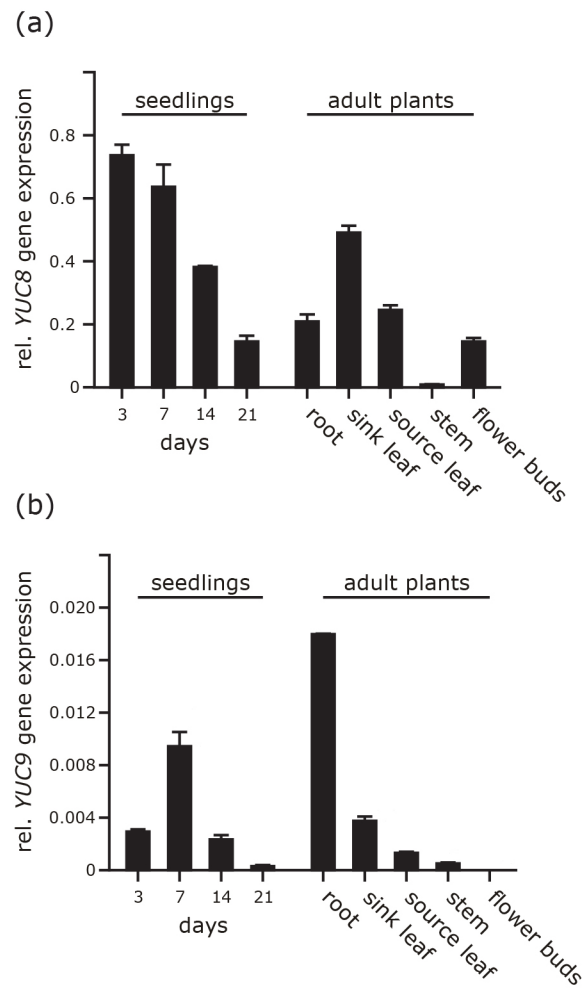 (a)
rel. YUC8 gene expression
seedlings
adult plants
0.8
0.6
0.4
0.2
0
3 7 14 21
days
root
sink leaf
source leaf
stem
flower buds
(b)
rel. YUC9 gene expression
seedlings
adult plants
0.020
0.016
0.012
0.008
0.004
0
3 7 14 21
days
root
sink leaf
source leaf
stem
flower buds